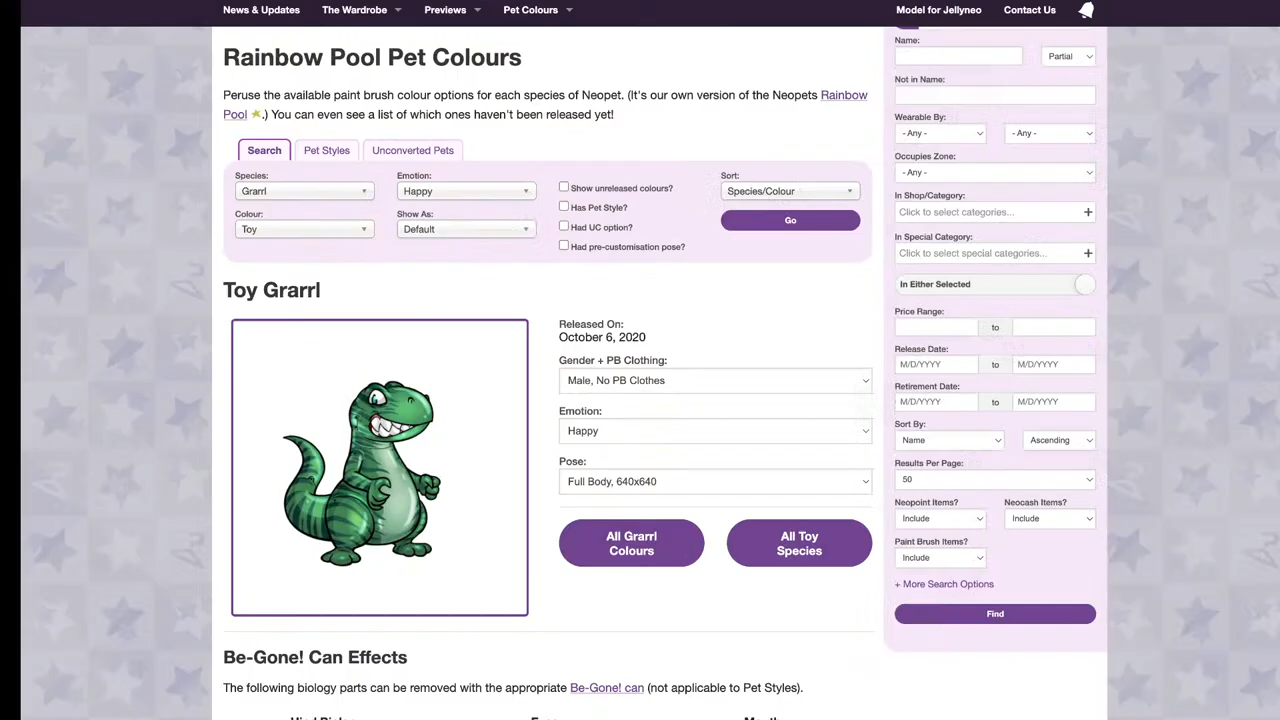 News & Updates
The Wardrobe
Previews
Pet Colours
Model for Jellyneo
Contact Us
Rainbow Pool Pet Colours
Peruse the available paint brush colour options for each species of Neopet. (It's our own version of the Neopets Rainbow
Pool .) You can even see a list of which ones haven't been released yet!
Search
Pet Styles
Unconverted Pets
Species:
Grarrl
Colour:
Toy
Emotion:
Happy
Show As:
Default
Show unreleased colours?
Has Pet Style?
Had UC option?
Had pre-customisation pose?
Sort:
Species/Colour
Go
Toy Grarrl
Released On:
October 6, 2020
Gender + PB Clothing:
Male, No PB Clothes
Emotion:
Happy
Pose:
Full Body, 640x640
All Grarrl
Colours
All Toy
Species
Be-Gone! Can Effects
The following biology parts can be removed with the appropriate Be-Gone! can (not applicable to Pet Styles).
Name:
Partial
Not in Name:
Wearable By:
- Any -
- Any -
Occupies Zone:
- Any -
In Shop/Category:
Click to select categories...
+
In Special Category:
Click to select special categories...
+
In Either Selected
Price Range:
to
Release Date:
M/D/YYYY to M/D/YYYY
Retirement Date:
M/D/YYYY to M/D/YYYY
Sort By:
Name
Ascending
Results Per Page:
50
Neopoint Items?
Include
Neocash Items?
Include
Paint Brush Items?
Include
+ More Search Options
Find